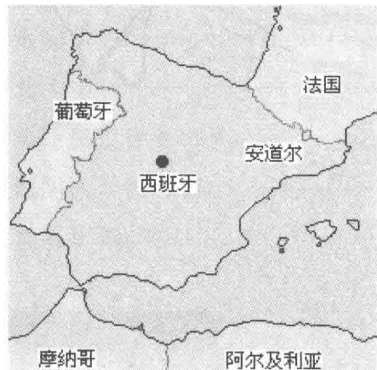 法国
葡萄牙
安道尔
西班牙
摩纳哥
阿尔及利亚